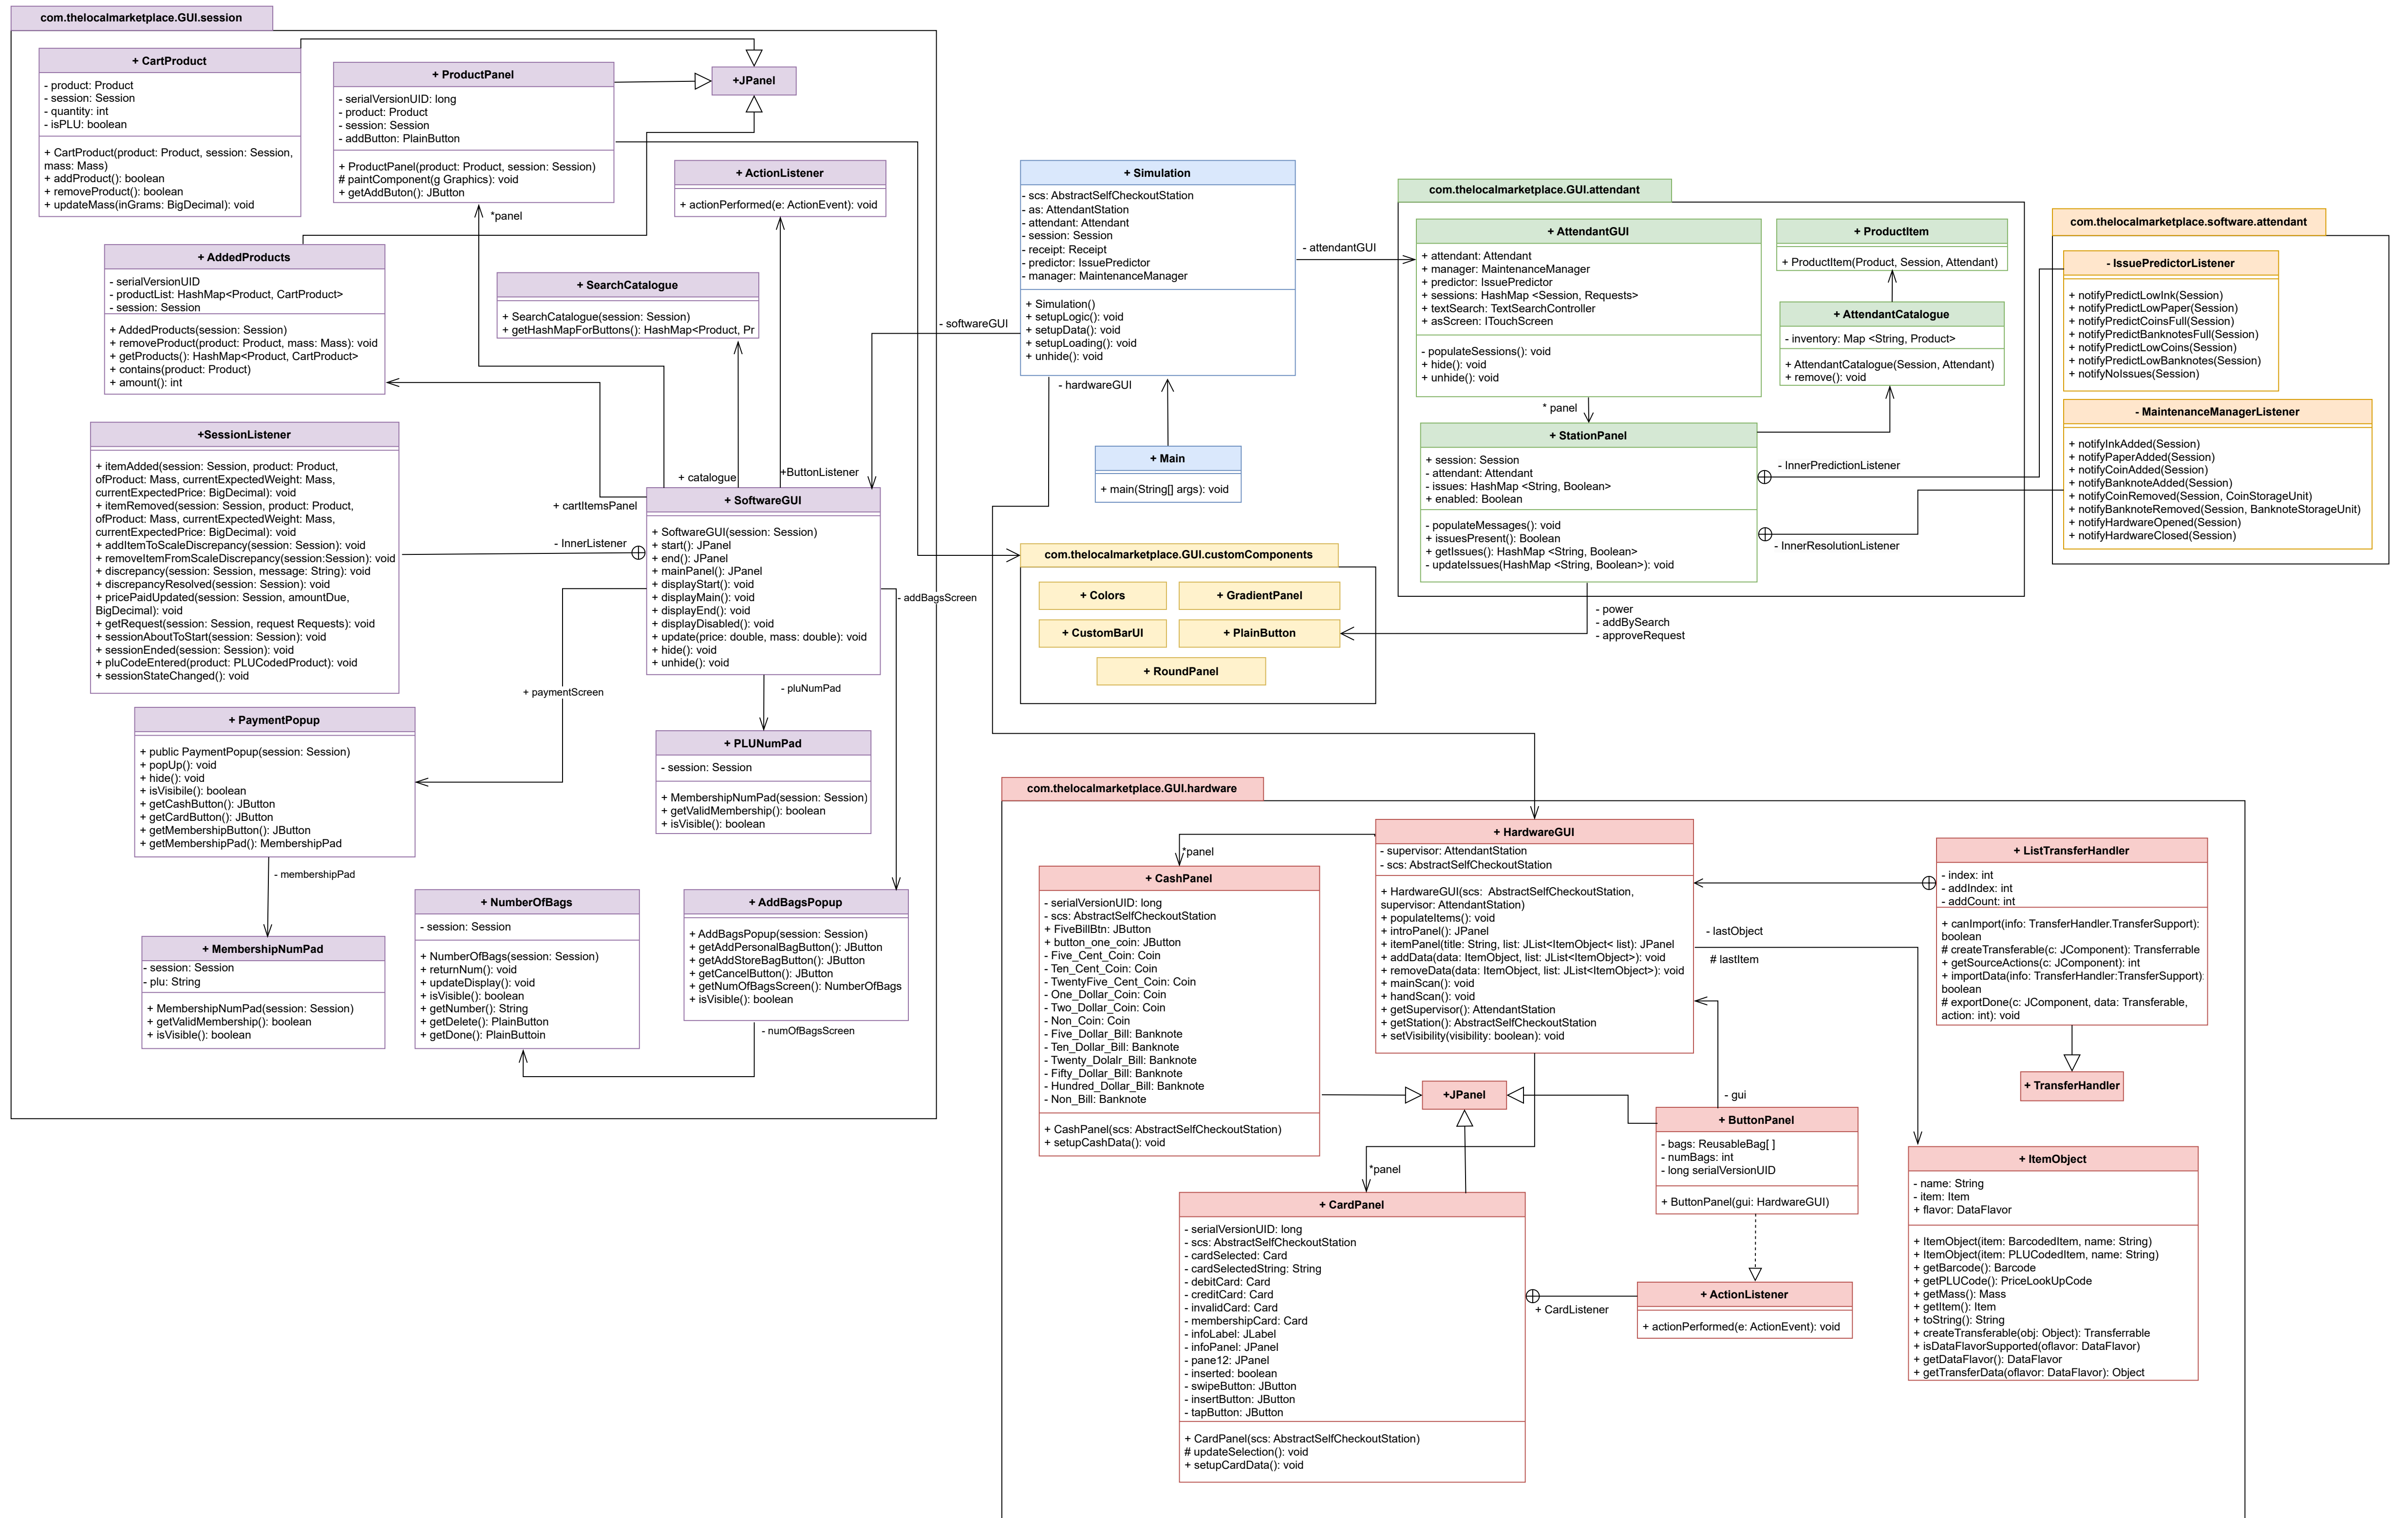 com.thelocalmarketplace.GUI.session
+ CartProduct
- product: Product
- session: Session
- quantity: int
- isPLU: boolean
+ CartProduct(product: Product, session: Session,
mass: Mass)
+ addProduct(): boolean
+ removeProduct(): boolean
+ updateMass(inGrams: BigDecimal): void
+ ProductPanel
- serialVersionUID: long
- product: Product
- session: Session
- addButton: PlainButton
+ ProductPanel(product: Product, session: Session)
# paintComponent(g Graphics): void
+ getAddButon(): JButton
+JPanel
+ ActionListener
+ actionPerformed(e: ActionEvent): void
*panel
+ AddedProducts
- serialVersionUID
- productList: HashMap<Product, CartProduct>
- session: Session
+ AddedProducts(session: Session)
+ removeProduct(product: Product, mass: Mass): void
+ getProducts(): HashMap<Product, CartProduct>
+ contains(product: Product)
+ amount(): int
+ SearchCatalogue
+ SearchCatalogue(session: Session)
+ getHashMapForButtons(): HashMap<Product, Pr
+SessionListener
+ itemAdded(session: Session, product: Product,
ofProduct: Mass, currentExpectedWeight: Mass,
currentExpectedPrice: BigDecimal): void
+ itemRemoved(session: Session, product: Product,
ofProduct: Mass, currentExpectedWeight: Mass,
currentExpectedPrice: BigDecimal): void
+ addItemToScaleDiscrepancy(session: Session): void
+ removeItemFromScaleDiscrepancy(session:Session): void
+ discrepancy(session: Session, message: String): void
+ discrepancyResolved(session: Session): void
+ pricePaidUpdated(session: Session, amountDue,
BigDecimal): void
+ getRequest(session: Session, request Requests): void
+ sessionAboutToStart(session: Session): void
+ sessionEnded(session: Session): void
+ pluCodeEntered(product: PLUCodedProduct): void
+ sessionStateChanged(): void
+ catalogue
+ButtonListener
+ cartItemsPanel
- InnerListener
+ SoftwareGUI
+ SoftwareGUI(session: Session)
+ start(): JPanel
+ end(): JPanel
+ mainPanel(): JPanel
+ displayStart(): void
+ displayMain(): void
+ displayEnd(): void
+ displayDisabled(): void
+ update(price: double, mass: double): void
+ hide(): void
+ unhide(): void
- addBagsScreen
+ paymentScreen
- pluNumPad
+ PaymentPopup
+ public PaymentPopup(session: Session)
+ popUp(): void
+ hide(): void
+ isVisibile(): boolean
+ getCashButton(): JButton
+ getCardButton(): JButton
+ getMembershipButton(): JButton
+ getMembershipPad(): MembershipPad
+ PLUNumPad
- session: Session
+ MembershipNumPad(session: Session)
+ getValidMembership(): boolean
+ isVisible(): boolean
- membershipPad
+ MembershipNumPad
- session: Session
- plu: String
+ MembershipNumPad(session: Session)
+ getValidMembership(): boolean
+ isVisible(): boolean
+ NumberOfBags
- session: Session
+ NumberOfBags(session: Session)
+ returnNum(): void
+ updateDisplay(): void
+ isVisible(): boolean
+ getNumber(): String
+ getDelete(): PlainButton
+ getDone(): PlainButtoin
+ AddBagsPopup
+ AddBagsPopup(session: Session)
+ getAddPersonalBagButton(): JButton
+ getAddStoreBagButton(): JButton
+ getCancelButton(): JButton
+ getNumOfBagsScreen(): NumberOfBags
+ isVisible(): boolean
- numOfBagsScreen
+ Simulation
- scs: AbstractSelfCheckoutStation
- as: AttendantStation
- attendant: Attendant
- session: Session
- receipt: Receipt
- predictor: IssuePredictor
- manager: MaintenanceManager
+ Simulation()
+ setupLogic(): void
+ setupData(): void
+ setupLoading(): void
+ unhide(): void
- softwareGUI
- hardwareGUI
- attendantGUI
+ Main
+ main(String[] args): void
com.thelocalmarketplace.GUI.customComponents
+ Colors
+ GradientPanel
+ CustomBarUI
+ PlainButton
+ RoundPanel
com.thelocalmarketplace.GUI.attendant
+ AttendantGUI
+ attendant: Attendant
+ manager: MaintenanceManager
+ predictor: IssuePredictor
+ sessions: HashMap <Session, Requests>
+ textSearch: TextSearchController
+ asScreen: ITouchScreen
- populateSessions(): void
+ hide(): void
+ unhide(): void
+ ProductItem
+ ProductItem(Product, Session, Attendant)
+ AttendantCatalogue
- inventory: Map <String, Product>
+ AttendantCatalogue(Session, Attendant)
+ remove(): void
* panel
+ StationPanel
+ session: Session
- attendant: Attendant
- issues: HashMap <String, Boolean>
+ enabled: Boolean
- populateMessages(): void
+ issuesPresent(): Boolean
+ getIssues(): HashMap <String, Boolean>
- updateIssues(HashMap <String, Boolean>): void
- InnerPredictionListener
- InnerResolutionListener
- power
- addBySearch
- approveRequest
com.thelocalmarketplace.software.attendant
- IssuePredictorListener
+ notifyPredictLowInk(Session)
+ notifyPredictLowPaper(Session)
+ notifyPredictCoinsFull(Session)
+ notifyPredictBanknotesFull(Session)
+ notifyPredictLowCoins(Session)
+ notifyPredictLowBanknotes(Session)
+ notifyNoIssues(Session)
- MaintenanceManagerListener
+ notifyInkAdded(Session)
+ notifyPaperAdded(Session)
+ notifyCoinAdded(Session)
+ notifyBanknoteAdded(Session)
+ notifyCoinRemoved(Session, CoinStorageUnit)
+ notifyBanknoteRemoved(Session, BanknoteStorageUnit)
+ notifyHardwareOpened(Session)
+ notifyHardwareClosed(Session)
com.thelocalmarketplace.GUI.hardware
*panel
+ CashPanel
- serialVersionUID: long
- scs: AbstractSelfCheckoutStation
+ FiveBillBtn: JButton
+ button_one_coin: JButton
- Five_Cent_Coin: Coin
- Ten_Cent_Coin: Coin
- TwentyFive_Cent_Coin: Coin
- One_Dollar_Coin: Coin
- Two_Dollar_Coin: Coin
- Non_Coin: Coin
- Five_Dollar_Bill: Banknote
- Ten_Dollar_Bill: Banknote
- Twenty_Dolalr_Bill: Banknote
- Fifty_Dollar_Bill: Banknote
- Hundred_Dollar_Bill: Banknote
- Non_Bill: Banknote
+ CashPanel(scs: AbstractSelfCheckoutStation)
+ setupCashData(): void
+ HardwareGUI
- supervisor: AttendantStation
- scs: AbstractSelfCheckoutStation
+ HardwareGUI(scs: AbstractSelfCheckoutStation,
supervisor: AttendantStation)
+ populateItems(): void
+ introPanel(): JPanel
+ itemPanel(title: String, list: JList<ItemObject< list): JPanel
+ addData(data: ItemObject, list: JList<ItemObject>): void
+ removeData(data: ItemObject, list: JList<ItemObject>): void
+ mainScan(): void
+ handScan(): void
+ getSupervisor(): AttendantStation
+ getStation(): AbstractSelfCheckoutStation
+ setVisibility(visibility: boolean): void
- lastObject
# lastItem
+ ListTransferHandler
- index: int
- addIndex: int
- addCount: int
+ canImport(info: TransferHandler.TransferSupport):
boolean
# createTransferable(c: JComponent): Transferrable
+ getSourceActions(c: JComponent): int
+ importData(info: TransferHandler.TransferSupport):
boolean
# exportDone(c: JComponent, data: Transferable,
action: int): void
+ TransferHandler
+JPanel
- gui
+ ButtonPanel
- bags: ReusableBag[ ]
- numBags: int
- long serialVersionUID
+ ButtonPanel(gui: HardwareGUI)
*panel
+ CardPanel
- serialVersionUID: long
- scs: AbstractSelfCheckoutStation
- cardSelected: Card
- cardSelectedString: String
- debitCard: Card
- creditCard: Card
- invalidCard: Card
- membershipCard: Card
- infoLabel: JLabel
- infoPanel: JPanel
- pane12: JPanel
- inserted: boolean
- swipeButton: JButton
- insertButton: JButton
- tapButton: JButton
+ CardPanel(scs: AbstractSelfCheckoutStation)
# updateSelection(): void
+ setupCardData(): void
+ CardListener
+ ActionListener
+ actionPerformed(e: ActionEvent): void
+ ItemObject
- name: String
- item: Item
+ flavor: DataFlavor
+ ItemObject(item: BarcodedItem, name: String)
+ ItemObject(item: PLUCodedItem, name: String)
+ getBarcode(): Barcode
+ getPLUCode(): PriceLookUpCode
+ getMass(): Mass
+ getItem(): Item
+ toString(): String
+ createTransferable(obj: Object): Transferrable
+ isDataFlavorSupported(oflavor: DataFlavor)
+ getDataFlavor(): DataFlavor
+ getTransferData(oflavor: DataFlavor): Object